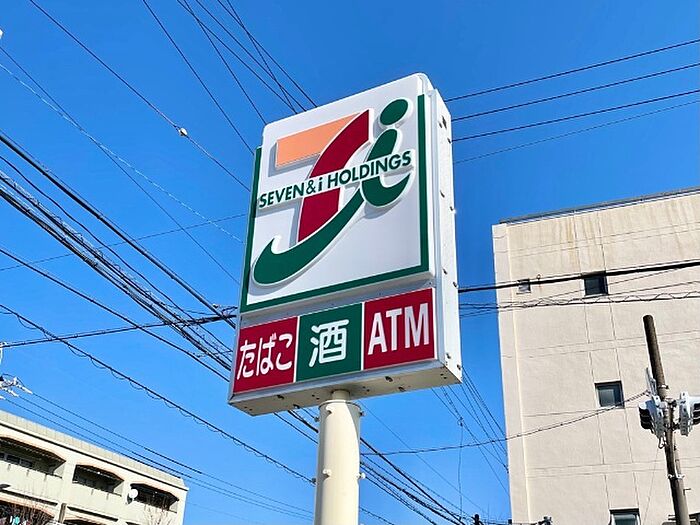 SEVEN & i HOLDINGS
たばこ 酒 ATM